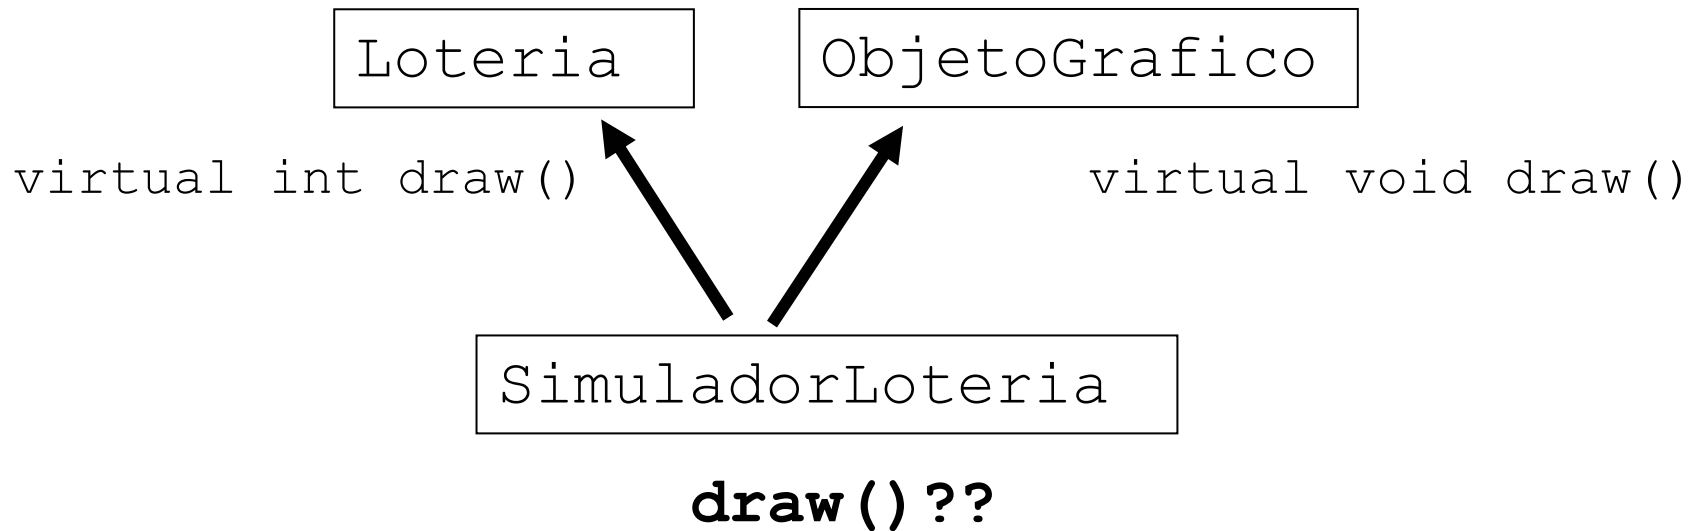 Loteria
ObjetoGrafico
virtual int draw()
virtual void draw()
SimuladorLoteria
draw()??